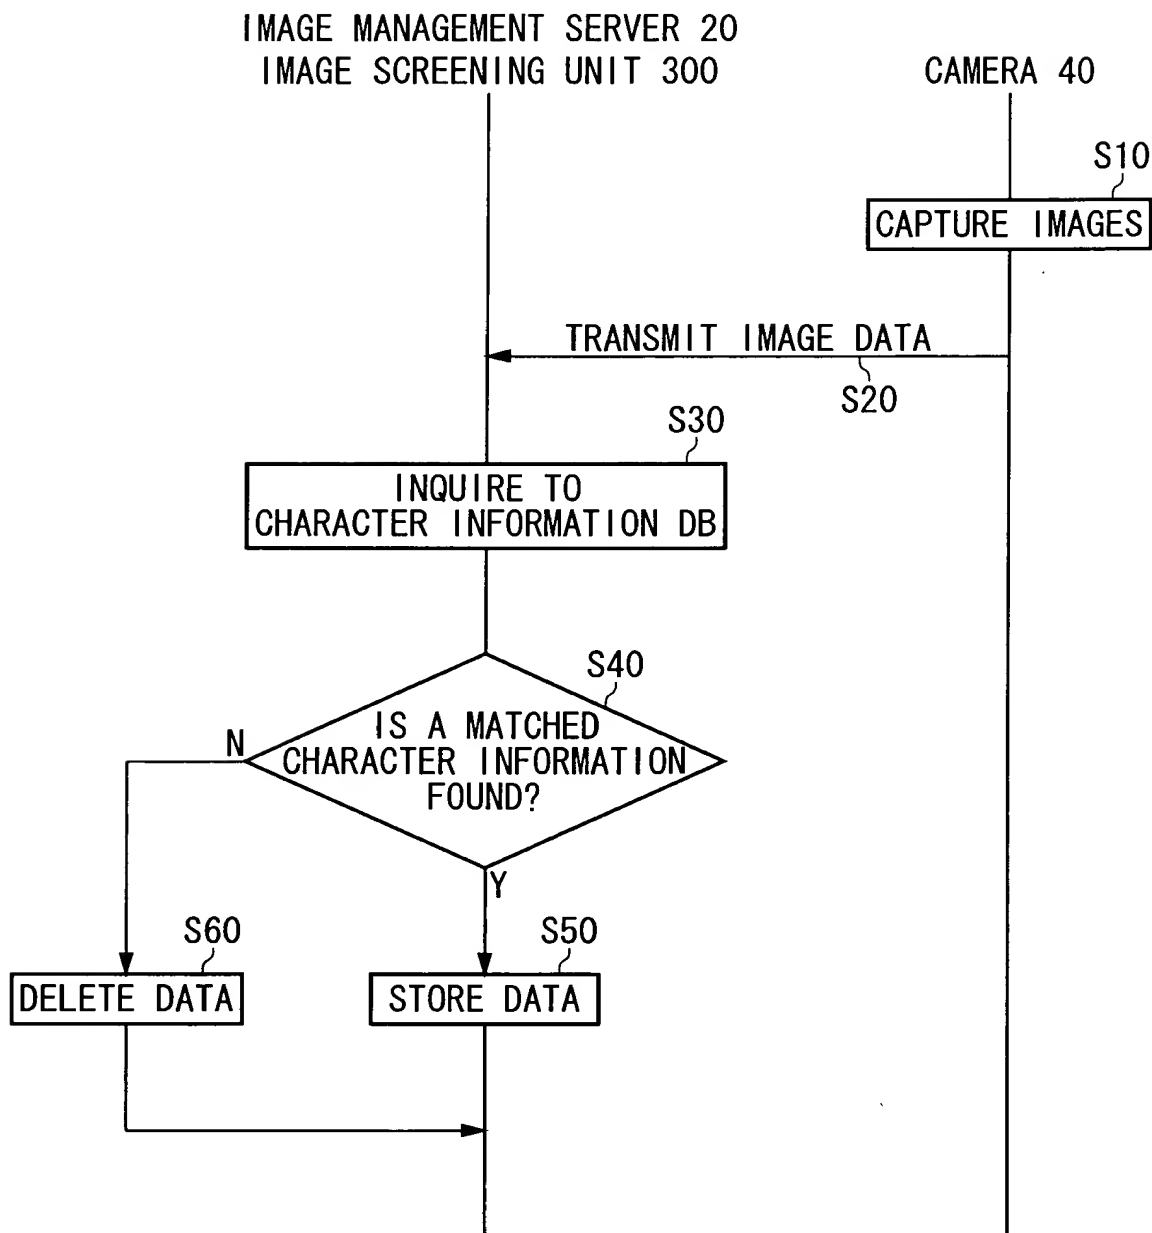 IMAGE MANAGEMENT SERVER 20
IMAGE SCREENING UNIT 300
CAMERA 40
S10
CAPTURE IMAGES
TRANSMIT IMAGE DATA
S20
S30
INQUIRE TO
CHARACTER INFORMATION DB
S40
IS A MATCHED
CHARACTER INFORMATION
FOUND?
N
Y
S60
DELETE DATA
S50
STORE DATA